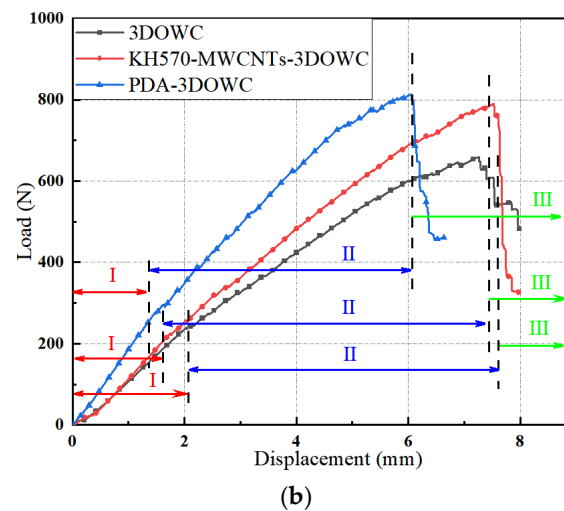 3DOWC
KH570-MWCNTs-3DOWC
PDA-3DOWC
1000
800
600
400
200
0
Load (N)
III
I
II
I
II
III
I
II
III
0 2 4 6 8
Displacement (mm)
(b)